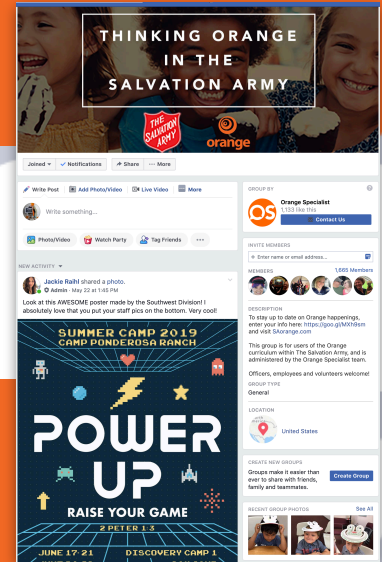 THINKING ORANGE
IN THE
SALVATION ARMY
THE
SALVATION
ARMY
orange
Joined
Notifications
Share
More
Write Post
Add Photo/Video
Live Video
More
Write something...
Photo/Video
Watch Party
Tag Friends
NEW ACTIVITY
Jackie Raihl shared a photo.
Admin · May 22 at 1:45 PM
Look at this AWESOME poster made by the Southwest Division! I
absolutely love that you put your staff pics on the bottom. Very cool!
SUMMER CAMP 2019
CAMP PONDEROSA RANCH
POWER
UP
RAISE YOUR GAME
2 PETER 1:3
JUNE 17-21
DISCOVERY CAMP 1
GROUP BY
OS
Orange Specialist
1,133 like this
Contact Us
INVITE MEMBERS
+ Enter name or email address...
MEMBERS
1,665 Members
DESCRIPTION
To stay up to date on Orange happenings,
enter your info here: https://goo.gl/MXh9sm
and visit SAorange.com
This group is for users of the Orange
curriculum within The Salvation Army, and is
administered by the Orange Specialist team.
Officers, employees and volunteers welcome!
GROUP TYPE
General
LOCATION
United States
CREATE NEW GROUPS
Groups make it easier than
ever to share with friends,
family and teammates.
Create Group
RECENT GROUP PHOTOS
See All